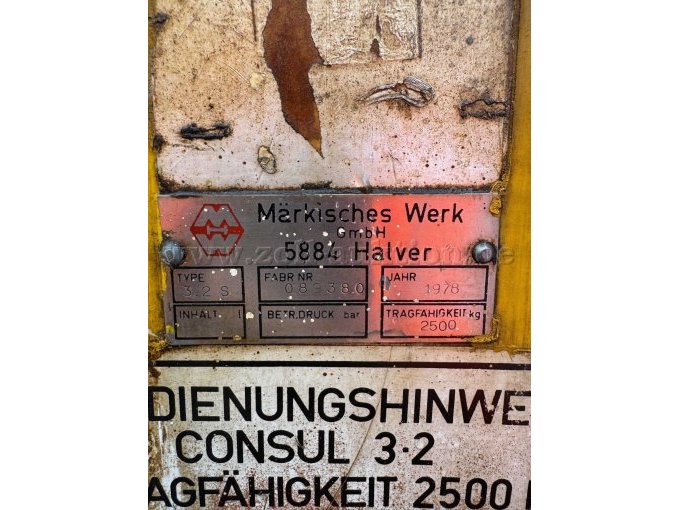 Märkisches Werk
GmbH
5884 Halver
TYPE FABR NR JAHR
3.2 S 089380 1978
INHALT l BETR.DRUCK bar TRAGFÄHIGKEIT kg
2500
DIENUNGSHINWE
CONSUL 3·2
AGFÄHIGKEIT 2500